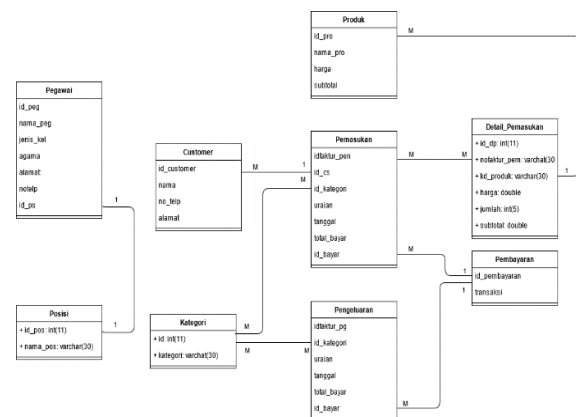 Produk
id_pro
nama_pro
harga
subtotal
M
Pegawai
id_peg
nama_peg
jenis_kel
agama
alamat
notelp
id_ps
1
1
Posisi
+ id_pos: int(11)
+ nama_pos: varchar(30)
Customer
id_customer
nama
no_telp
alamat
M
1
M
Pemasukan
idfaktur_pen
id_cs
id_kategori
uraian
tanggal
total_bayar
id_bayar
M
M
M
Detail_Pemasukan
+ id_dp: int(11)
+ nofaktur_pem: varchat(30
+ kd_produk: varchar(30)
+ harga: double
+ jumlah: int(5)
+ subtotal: double
1
1
1
Pembayaran
id_pembayaran
transaksi
Kategori
+ id: int(11)
+ kategori: varchat(30)
M
M
M
Pengeluaran
idfaktur_pg
id_kategori
uraian
tanggal
total_bayar
id_bayar
M